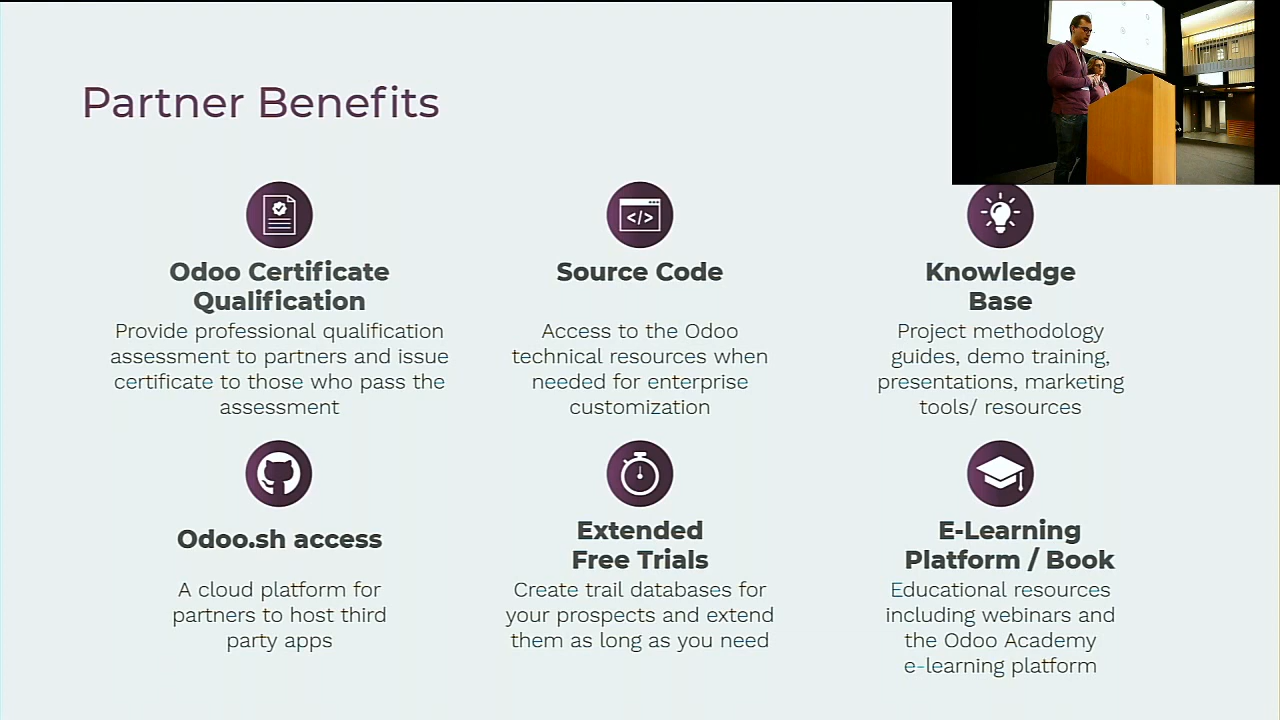 Partner Benefits
Odoo Certificate
Qualification
Provide professional qualification
assessment to partners and issue
certificate to those who pass the
assessment
Source Code
Access to the Odoo
technical resources when
needed for enterprise
customization
Knowledge
Base
Project methodology
guides, demo training,
presentations, marketing
tools/ resources
Odoo.sh access
A cloud platform for
partners to host third
party apps
Extended
Free Trials
Create trail databases for
your prospects and extend
them as long as you need
E-Learning
Platform / Book
Educational resources
including webinars and
the Odoo Academy
e-learning platform